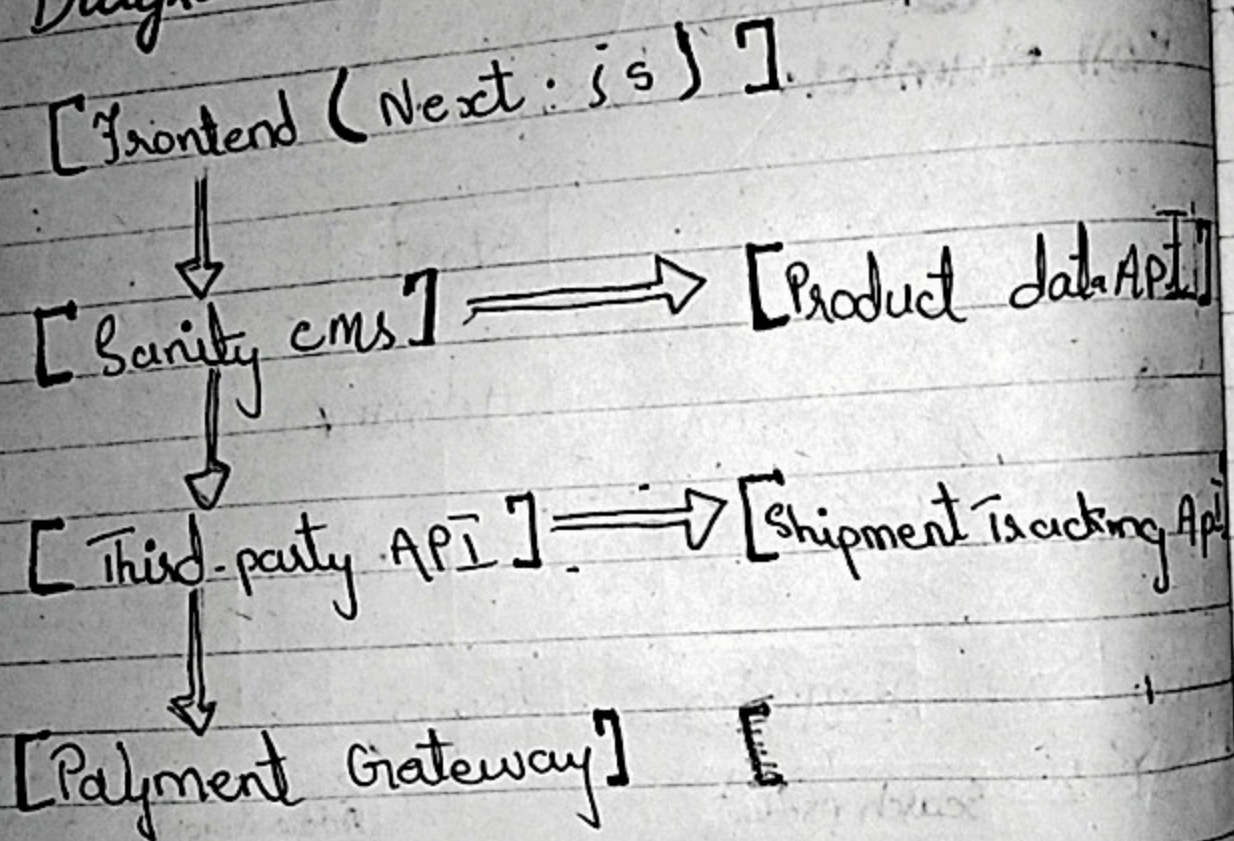 [Frontend (Next.js)]
[Sanity cms] ⇒ [Product data API]
[Third-party API] ⇒ [Shipment Tracking Api]
[Payment Gateway] [